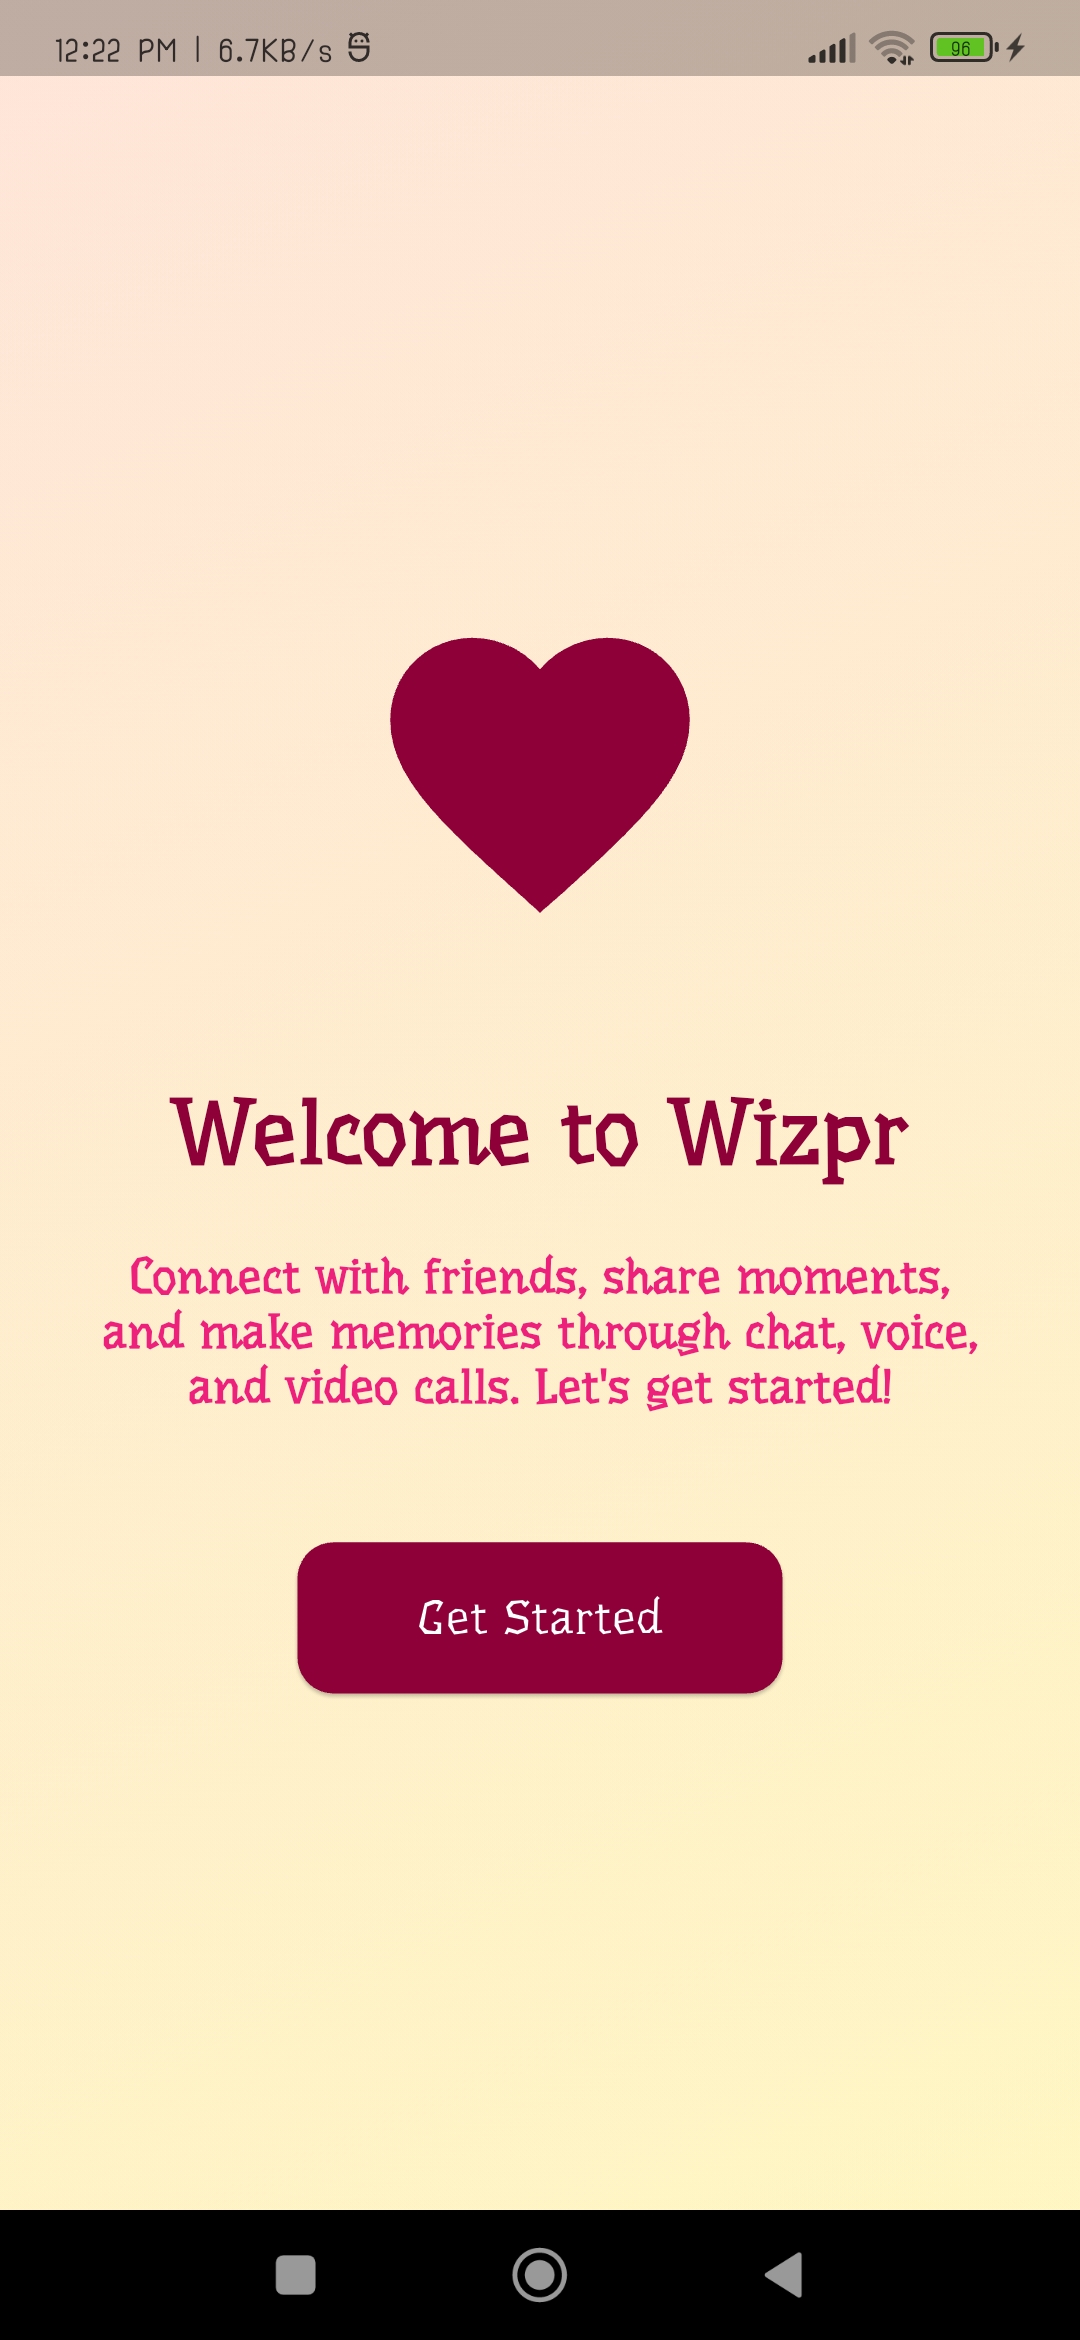 12:22 PM | 6.7KB/s
96
Welcome to Wizpr
Connect with friends, share moments,
and make memories through chat, voice,
and video calls. Let's get started!
Get Started